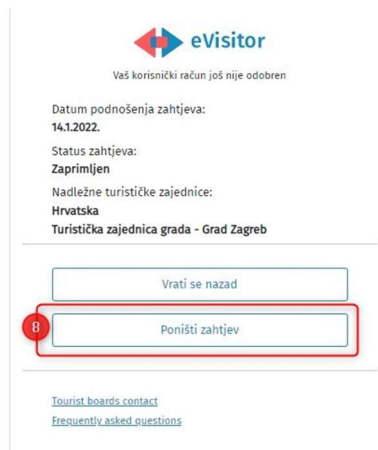 eVisitor
Vaš korisnički račun još nije odobren
Datum podnošenja zahtjeva:
14.1.2022.
Status zahtjeva:
Zaprimljen
Nadležne turističke zajednice:
Hrvatska
Turistička zajednica grada - Grad Zagreb
Vrati se nazad
8
Poništi zahtjev
Tourist boards contact
Frequently asked questions